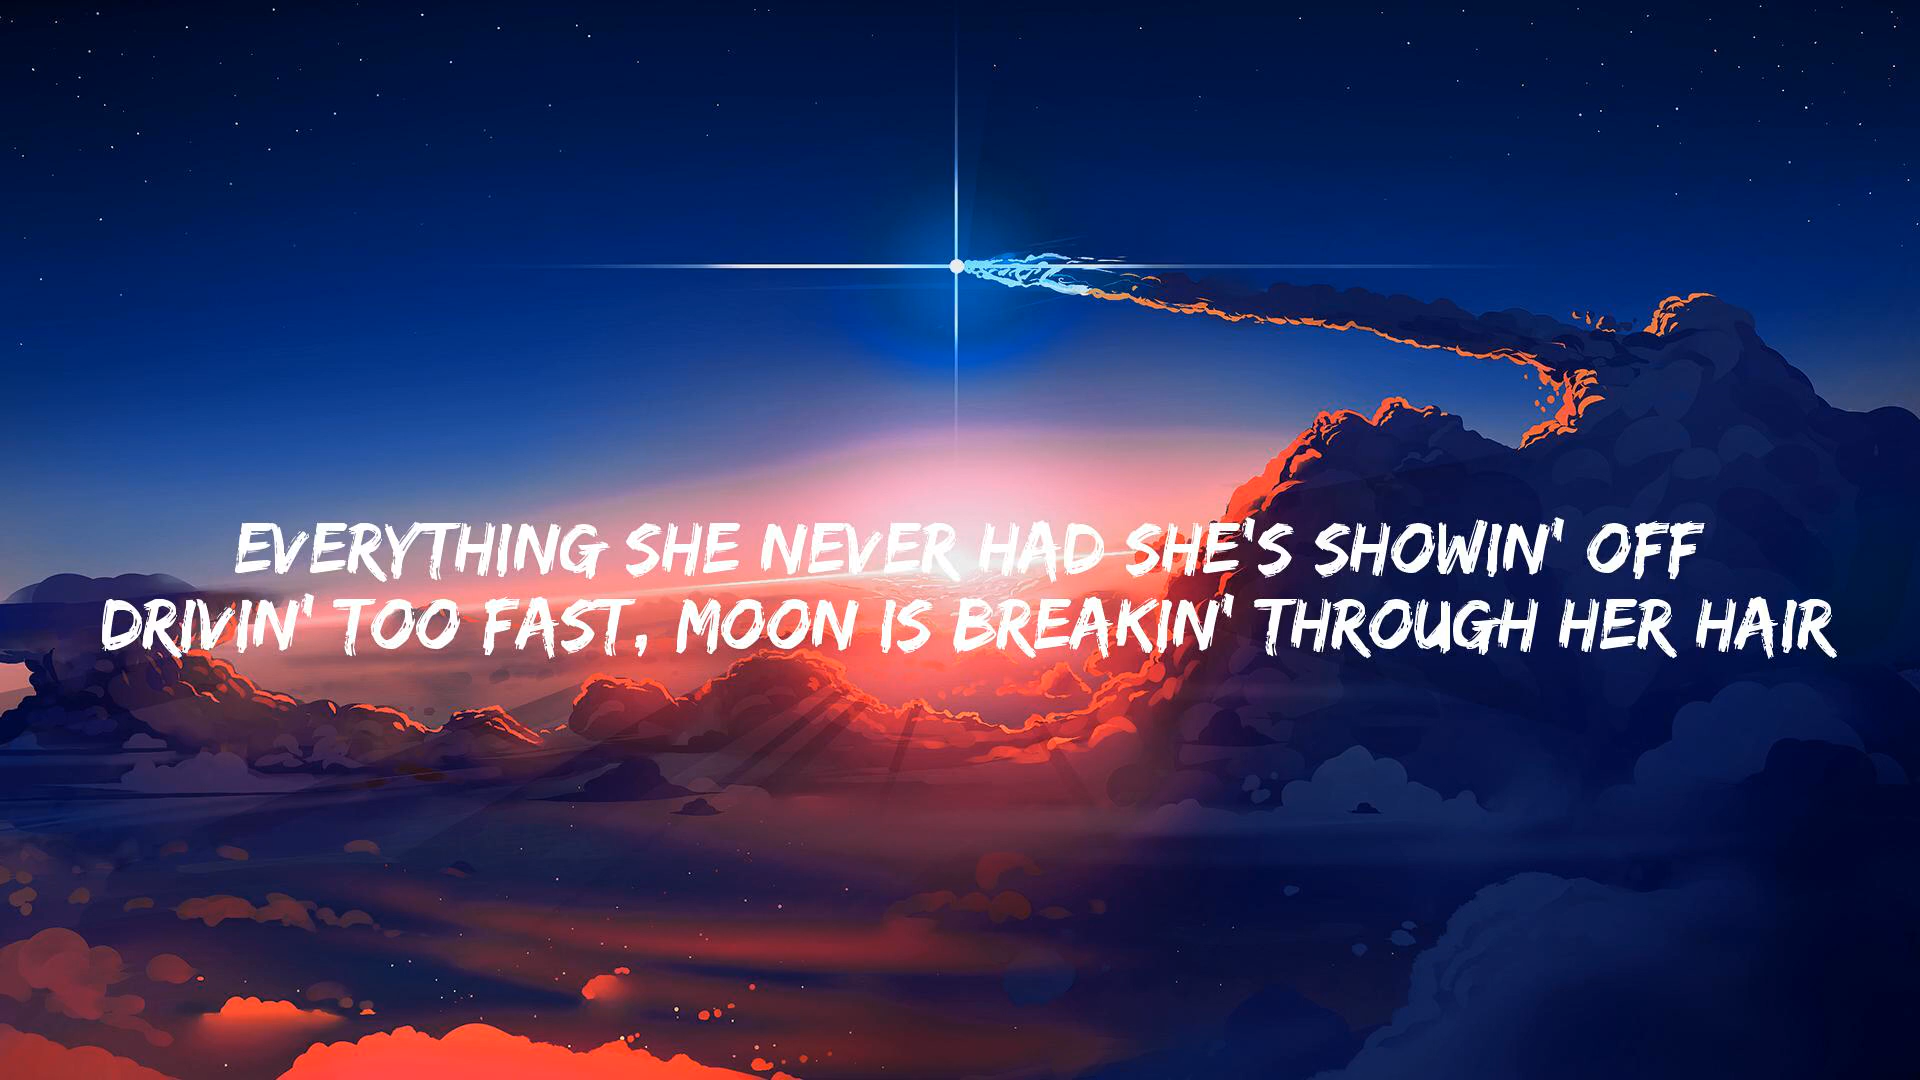 EVERYTHING SHE NEVER HAD SHE'S SHOWIN' OFF
DRIVIN' TOO FAST, MOON IS BREAKIN' THROUGH HER HAIR